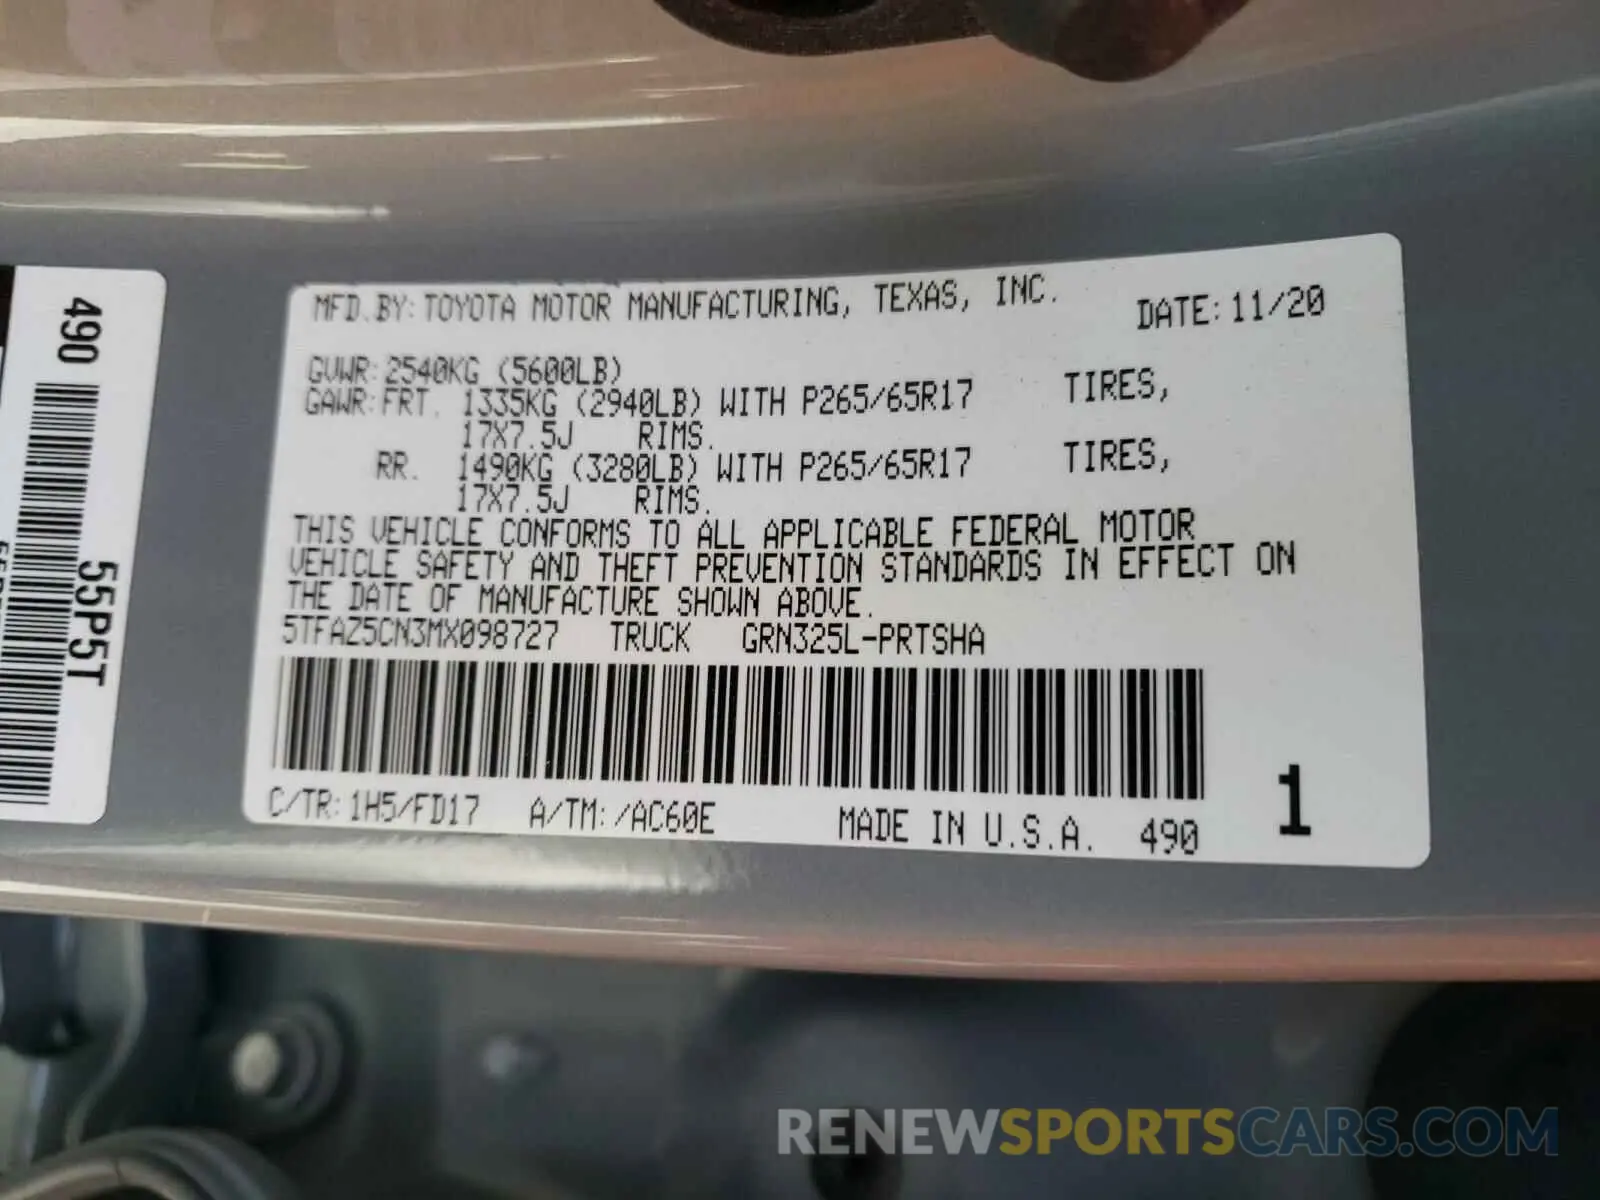 MFD.BY: TOYOTA MOTOR MANUFACTURING, TEXAS, INC. DATE: 11/20
GVWR: 2540KG (5600LB)
GAWR: FRT. 1335KG (2940LB) WITH P265/65R17 TIRES,
17X7.5J RIMS.
RR. 1490KG (3280LB) WITH P265/65R17 TIRES,
17X7.5J RIMS.
THIS VEHICLE CONFORMS TO ALL APPLICABLE FEDERAL MOTOR
VEHICLE SAFETY AND THEFT PREVENTION STANDARDS IN EFFECT ON
THE DATE OF MANUFACTURE SHOWN ABOVE.
5TFAZ5CN3MX098727 TRUCK GRN325L-PRTSHA
C/TR: 1H5/FD17 A/TM: /AC60E MADE IN U.S.A. 490 1
490
55P5T
RENEWSPORTSCARS.COM